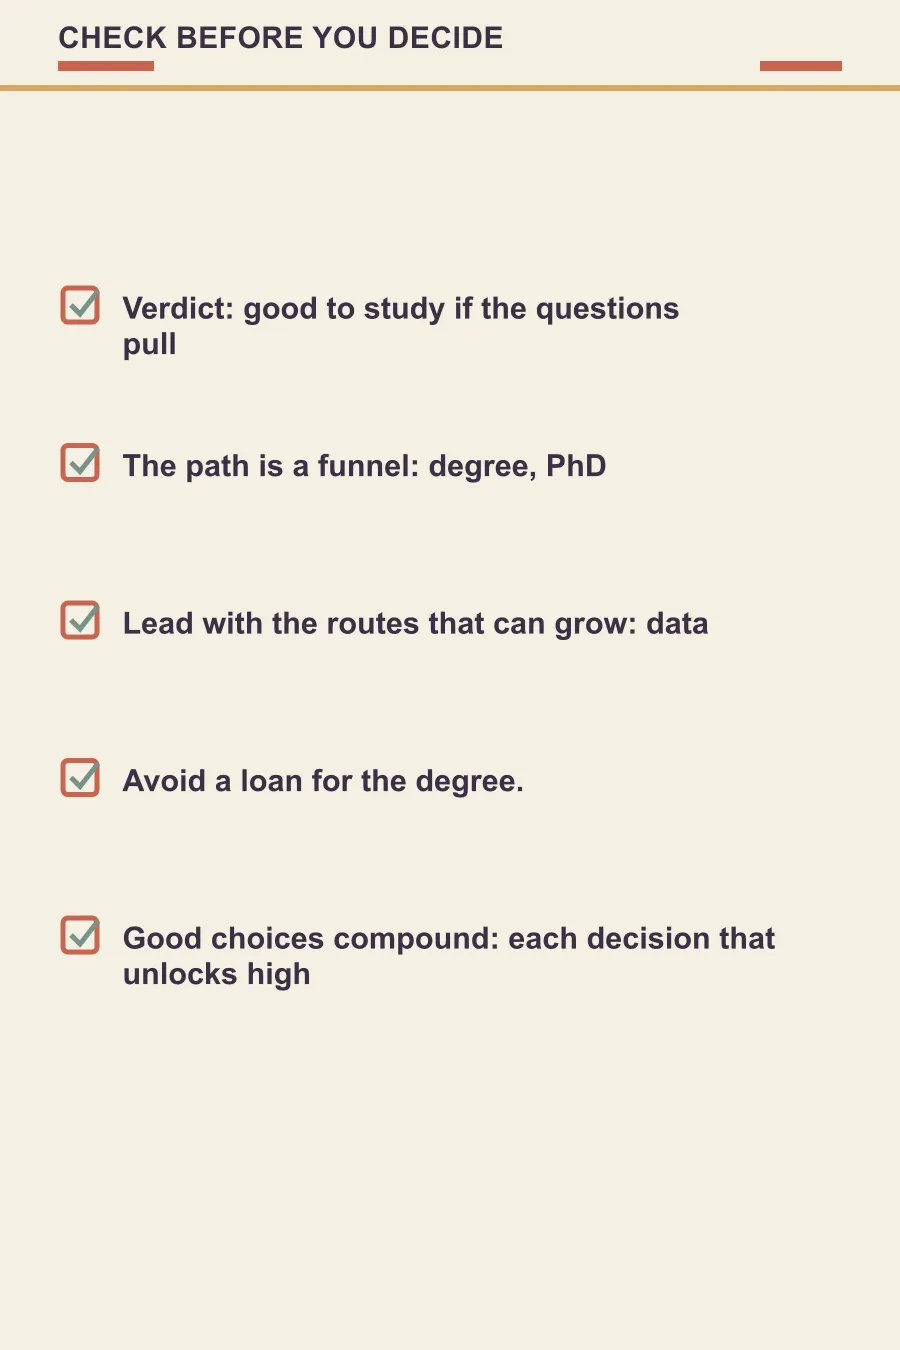 CHECK BEFORE YOU DECIDE
Verdict: good to study if the questions
pull
The path is a funnel: degree, PhD
Lead with the routes that can grow: data
Avoid a loan for the degree.
Good choices compound: each decision that
unlocks high